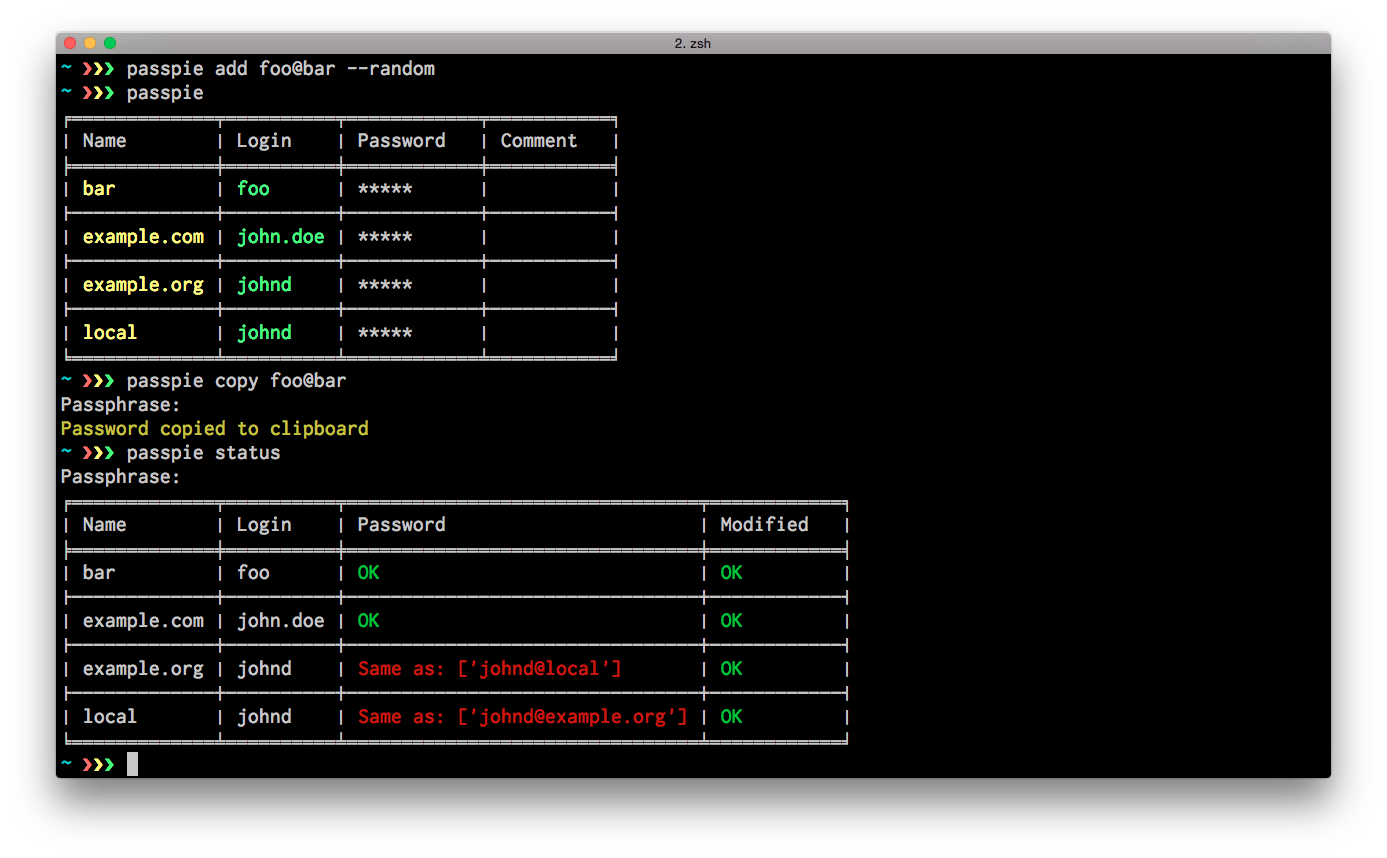 2. zsh
~ ❯❯❯ passpie add foo@bar --random
~ ❯❯❯ passpie
| Name | Login | Password | Comment |
| bar | foo | ***** | |
| example.com | john.doe | ***** | |
| example.org | johnd | ***** | |
| local | johnd | ***** | |
~ ❯❯❯ passpie copy foo@bar
Passphrase:
Password copied to clipboard
~ ❯❯❯ passpie status
Passphrase:
| Name | Login | Password | Modified |
| bar | foo | OK | OK |
| example.com | john.doe | OK | OK |
| example.org | johnd | Same as: ['johnd@local'] | OK |
| local | johnd | Same as: ['johnd@example.org'] | OK |
~ ❯❯❯